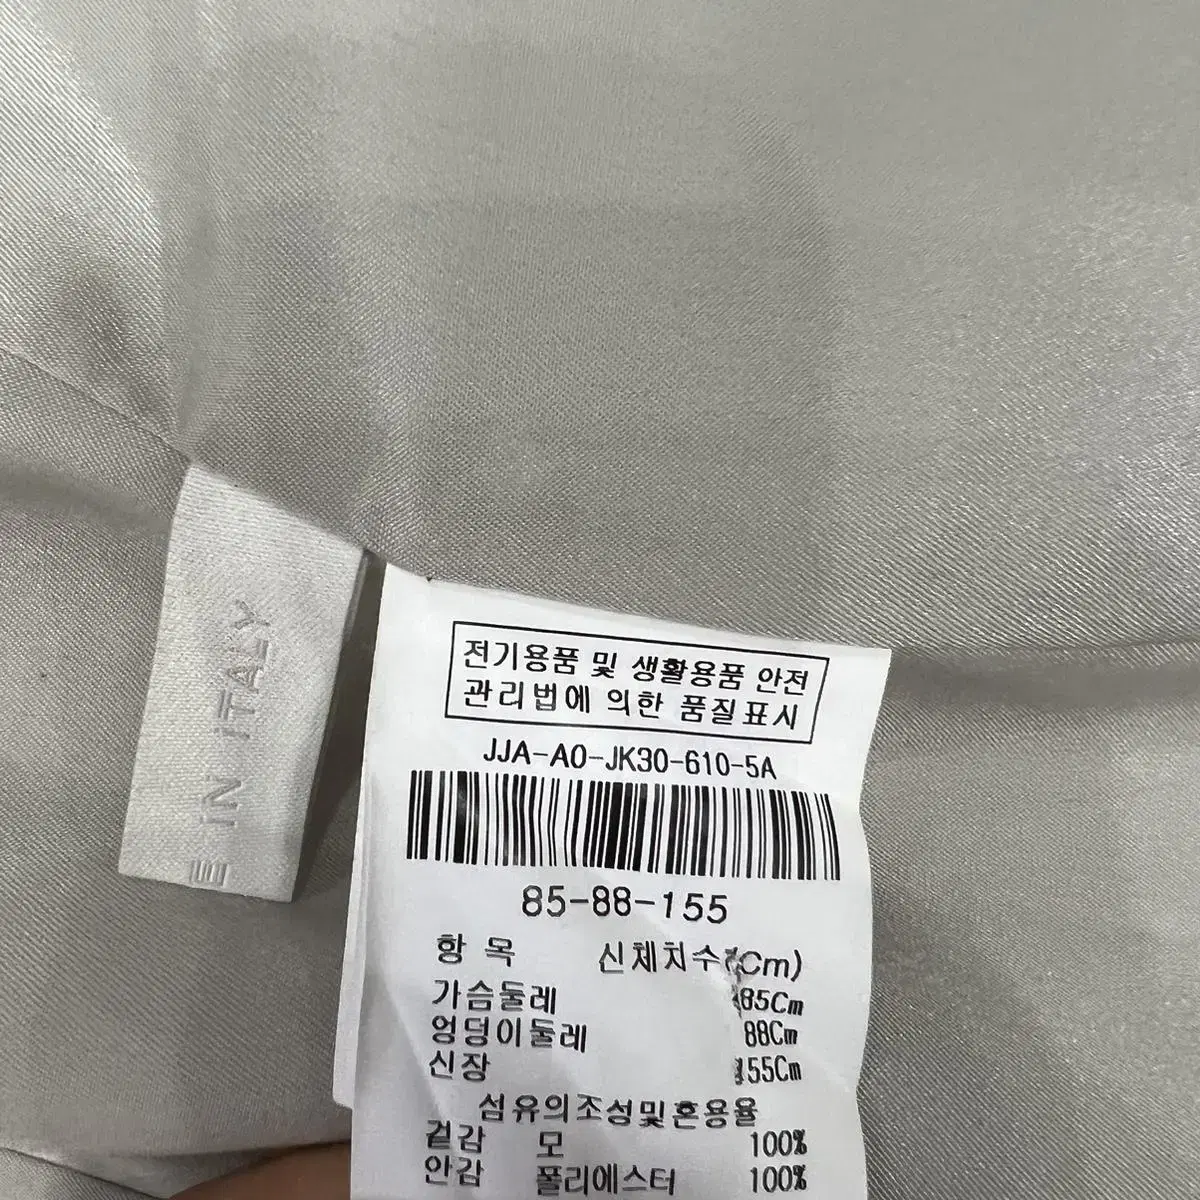 E IN ITALY
전기용품 및 생활용품 안전
관리법에 의한 품질표시
JJA-A0-JK30-610-5A
85-88-155
항 목 신체치수(Cm)
가슴둘레 85Cm
엉덩이둘레 88Cm
신장 155Cm
섬유의조성및혼용율
겉감 모 100%
안감 폴리에스터 100%